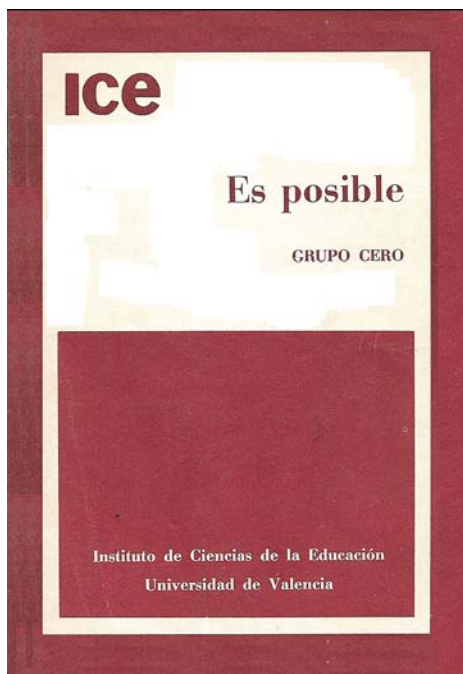 ICE
Es posible
GRUPO CERO
Instituto de Ciencias de la Educación
Universidad de Valencia